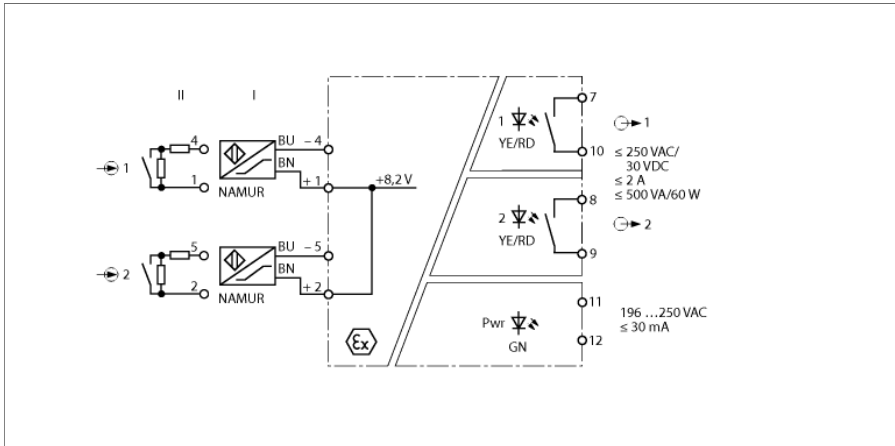 II I
4 BU – 4
1 BN
1 NAMUR + 1 +8,2 V
5 BU – 5
2 BN
2 NAMUR + 2
Ex
1 7
YE/RD 10
1
≤ 250 VAC/
30 VDC
≤ 2 A
≤ 500 VA/60 W
2 8
YE/RD 9
2
Pwr 11
GN 12
196 ...250 VAC
≤ 30 mA